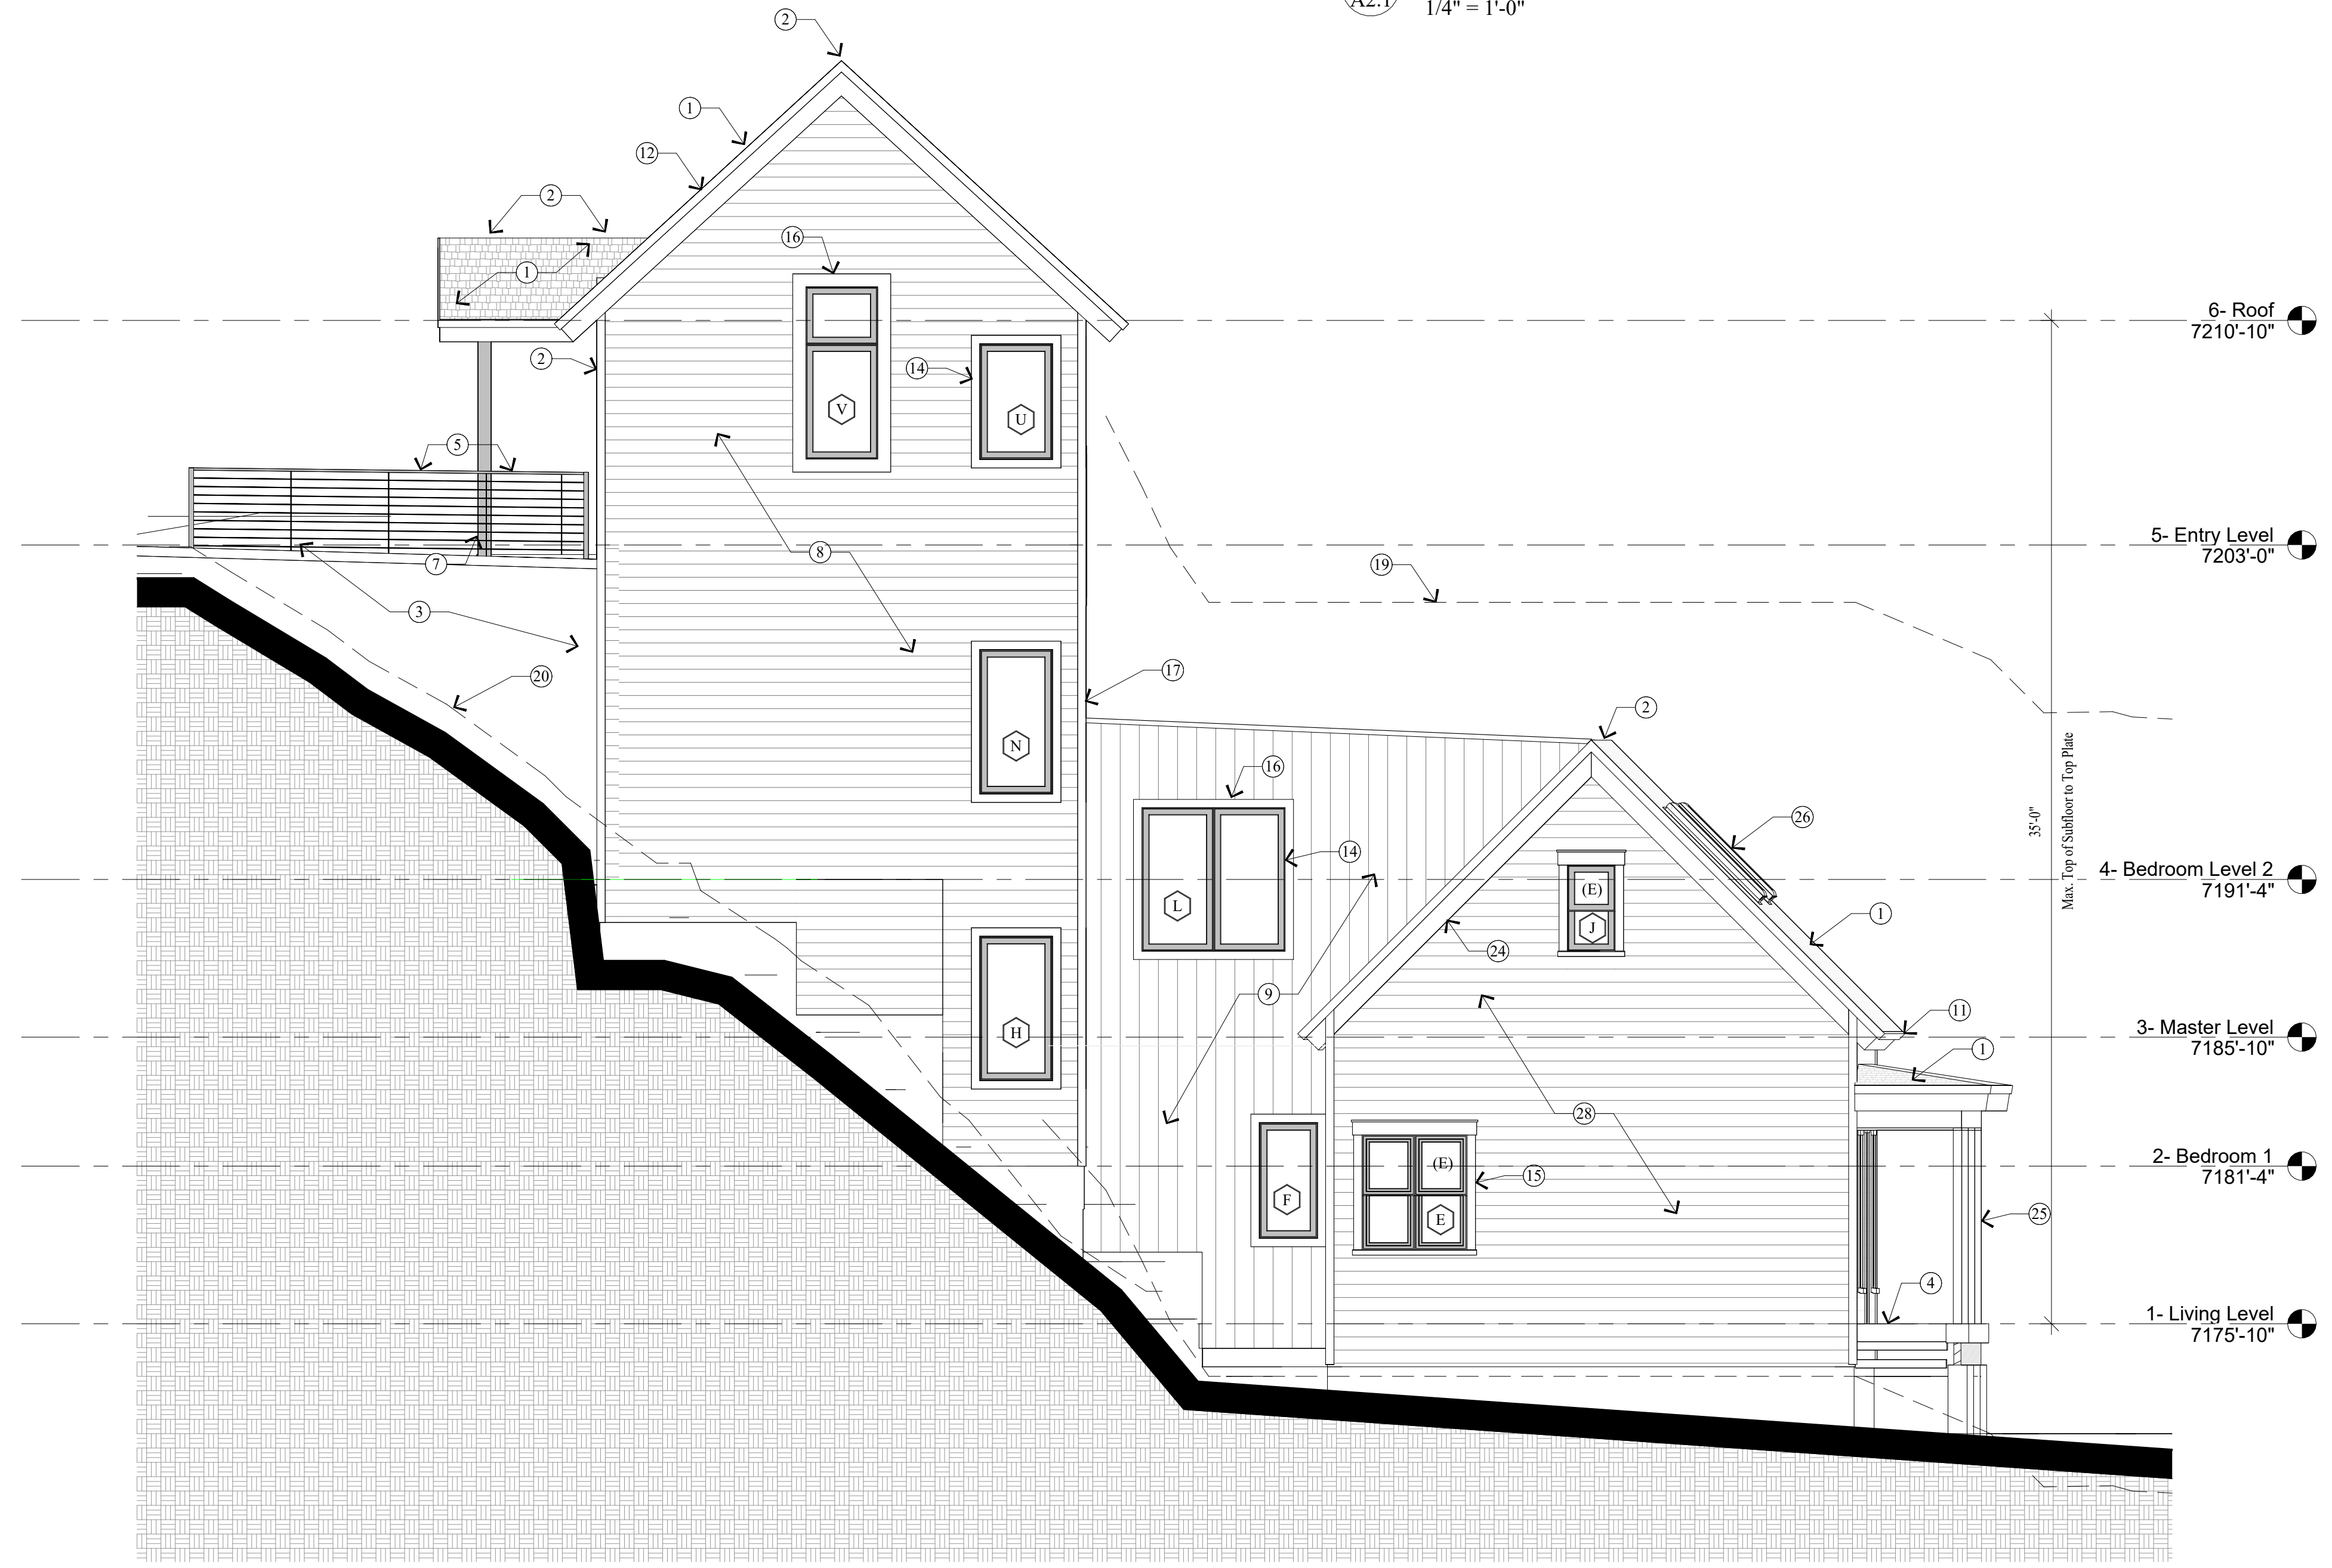 A2.1
1/4" = 1'-0"
2
1
12
2
16
1
6- Roof
7210'-10"
2
14
V
U
5
5- Entry Level
7203'-0"
8
7
19
3
20
17
N
2
Max. Top of Subfloor to Top Plate
35'-0"
16
26
14
4- Bedroom Level 2
7191'-4"
(E)
L
J
1
24
9
11
H
3- Master Level
7185'-10"
1
28
(E)
15
2- Bedroom 1
7181'-4"
F
E
25
4
1- Living Level
7175'-10"